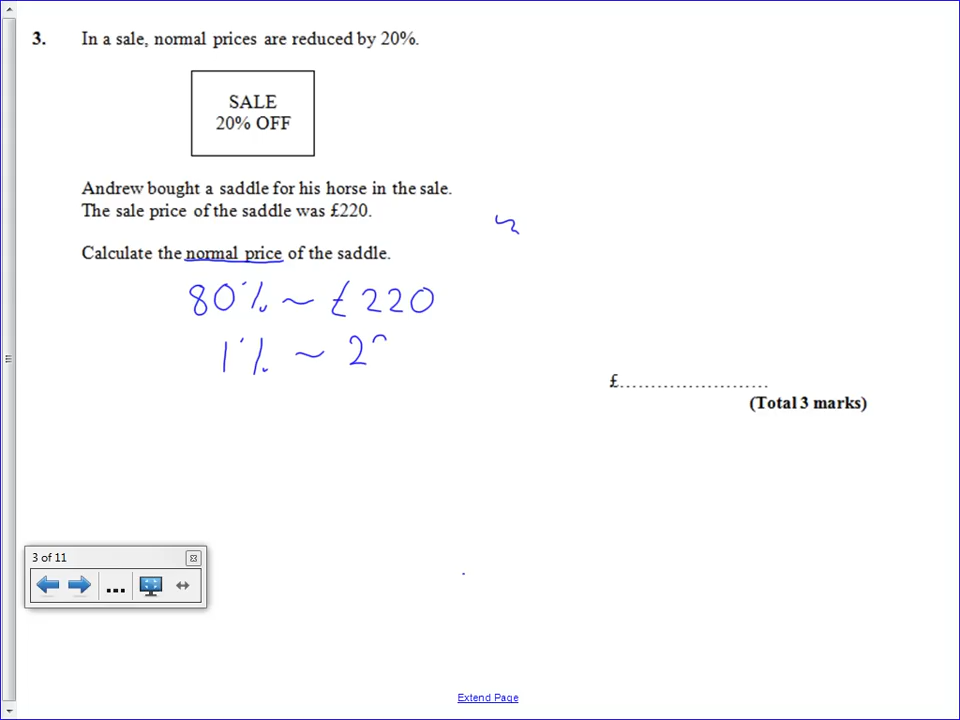 3. In a sale, normal prices are reduced by 20%.
SALE
20% OFF
Andrew bought a saddle for his horse in the sale.
The sale price of the saddle was £220.
Calculate the normal price of the saddle.
80% ~ £220
1% ~ 2
£........................
(Total 3 marks)
3 of 11
...
Extend Page